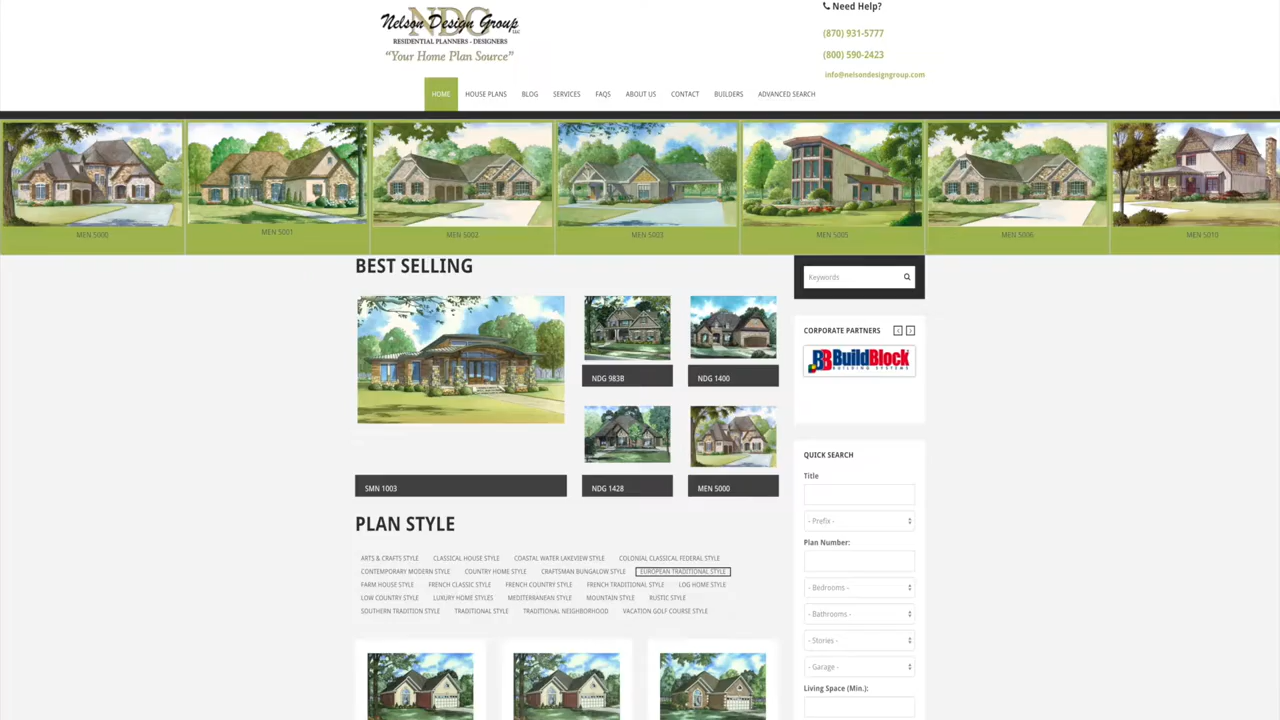 NDG
Nelson Design Group LLC
RESIDENTIAL PLANNERS - DESIGNERS
“Your Home Plan Source”
Need Help?
(870) 931-5777
(800) 590-2423
info@nelsondesigngroup.com
HOME HOUSE PLANS BLOG SERVICES FAQS ABOUT US CONTACT BUILDERS ADVANCED SEARCH
MEN 5000 MEN 5001 MEN 5002 MEN 5003 MEN 5005 MEN 5006 MEN 5010
BEST SELLING
SMN 1003
NDG 983B
NDG 1400
NDG 1428
MEN 5000
PLAN STYLE
ARTS & CRAFTS STYLE CLASSICAL HOUSE STYLE COASTAL WATER LAKEVIEW STYLE COLONIAL CLASSICAL FEDERAL STYLE
CONTEMPORARY MODERN STYLE COUNTRY HOME STYLE CRAFTSMAN BUNGALOW STYLE EUROPEAN TRADITIONAL STYLE
FARM HOUSE STYLE FRENCH CLASSIC STYLE FRENCH COUNTRY STYLE FRENCH TRADITIONAL STYLE LOG HOME STYLE
LOW COUNTRY STYLE LUXURY HOME STYLES MEDITERRANEAN STYLE MOUNTAIN STYLE RUSTIC STYLE
SOUTHERN TRADITION STYLE TRADITIONAL STYLE TRADITIONAL NEIGHBORHOOD VACATION GOLF COURSE STYLE
Keywords
CORPORATE PARTNERS
BB BuildBlock
BUILDING SYSTEMS
QUICK SEARCH
Title
- Prefix -
Plan Number:
- Bedrooms -
- Bathrooms -
- Stories -
- Garage -
Living Space (Min.):